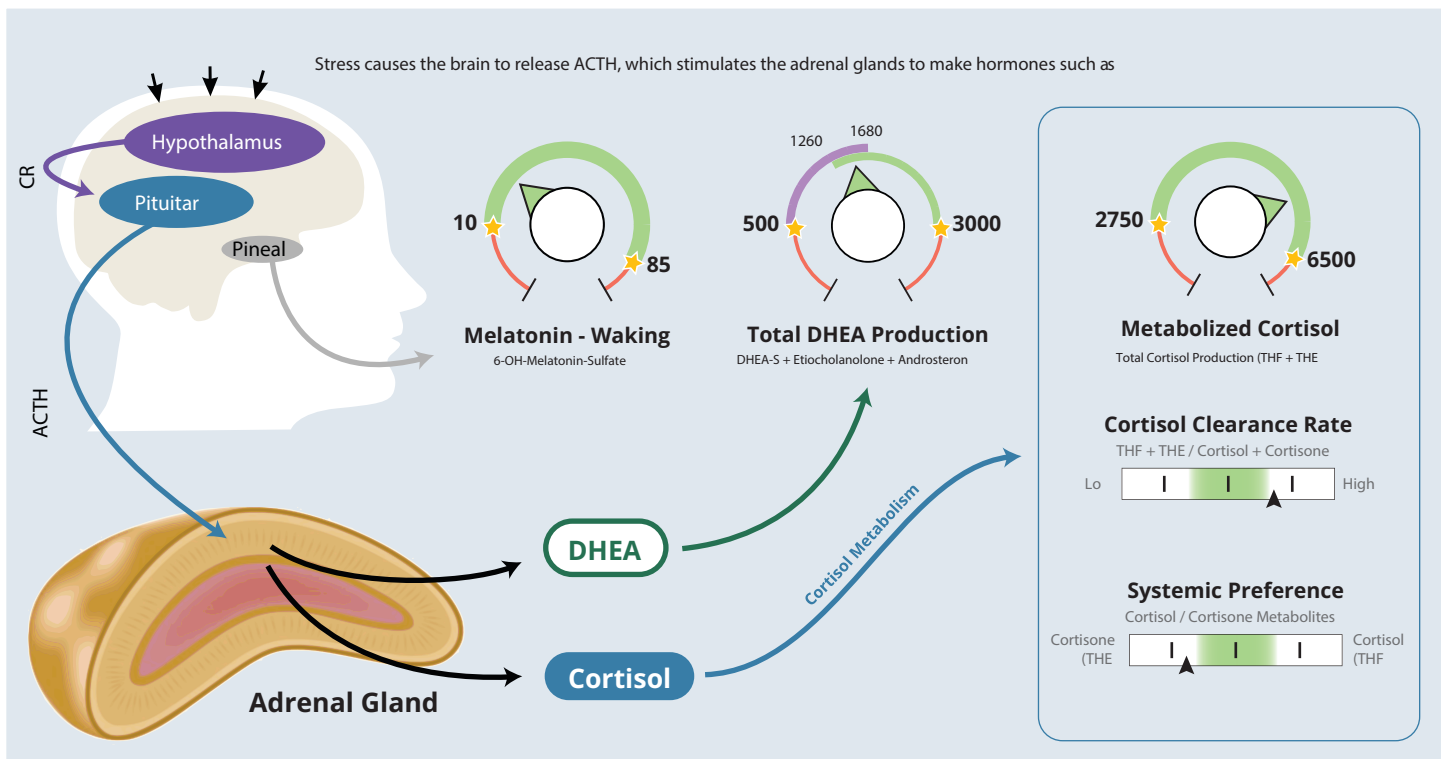 Stress causes the brain to release ACTH, which stimulates the adrenal glands to make hormones such as
Hypothalamus
CR
Pituitar
Pineal
ACTH
10
85
Melatonin - Waking
6-OH-Melatonin-Sulfate
1260
1680
500
3000
Total DHEA Production
DHEA-S + Etiocholanolone + Androsteron
2750
6500
Metabolized Cortisol
Total Cortisol Production (THF + THE
Cortisol Clearance Rate
THF + THE / Cortisol + Cortisone
Lo
High
Systemic Preference
Cortisol / Cortisone Metabolites
Cortisone
(THE
Cortisol
(THF
DHEA
Cortisol Metabolism
Cortisol
Adrenal Gland